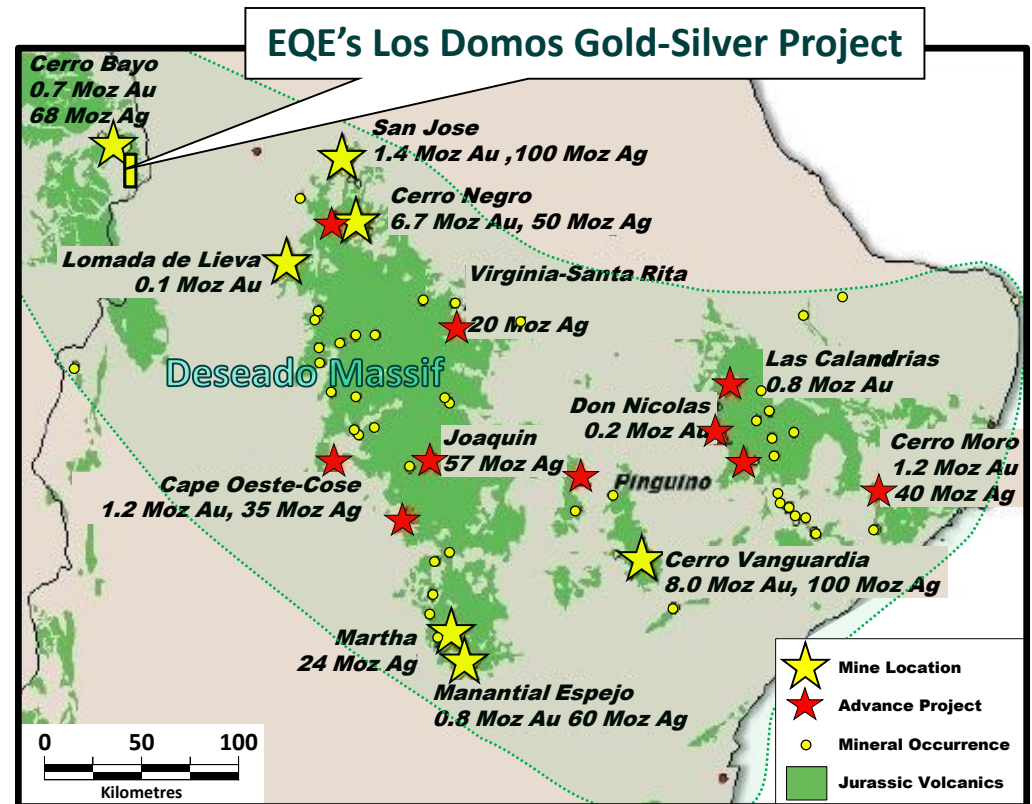 EQE's Los Domos Gold-Silver Project
Cerro Bayo
0.7 Moz Au
68 Moz Ag
San Jose
1.4 Moz Au ,100 Moz Ag
Cerro Negro
6.7 Moz Au, 50 Moz Ag
Lomada de Lieva
0.1 Moz Au
Virginia-Santa Rita
20 Moz Ag
Deseado Massif
Las Calandrias
0.8 Moz Au
Don Nicolas
0.2 Moz Au
Joaquin
57 Moz Ag
Cerro Moro
1.2 Moz Au
40 Moz Ag
Cape Oeste-Cose
1.2 Moz Au, 35 Moz Ag
Pinguino
Cerro Vanguardia
8.0 Moz Au, 100 Moz Ag
Martha
24 Moz Ag
Manantial Espejo
0.8 Moz Au 60 Moz Ag
Mine Location
Advance Project
Mineral Occurrence
Jurassic Volcanics
0 50 100
Kilometres